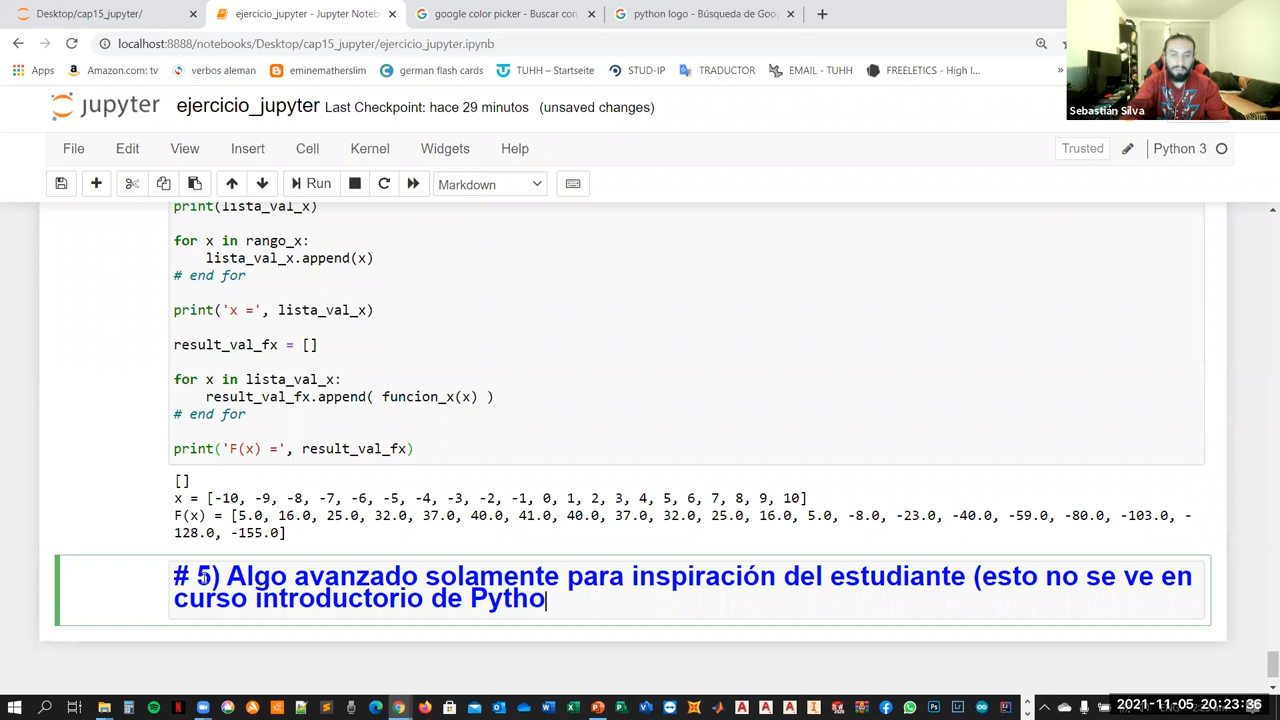 Desktop/cap15_jupyter/
ejercicio_jupyter - Jupyter Noteb
google color picker - Buscar con
python logo - Búsqueda de Goo
localhost:8888/notebooks/Desktop/cap15_jupyter/ejercicio_jupyter.ipynb
Apps
Amazon.com: tv
verbos aleman
eminematherslim
german flash cards
TUHH – Startseite
STUD-IP
TRADUCTOR
EMAIL - TUHH
FREELETICS - High I...
»
Sebastián Silva
jupyter
ejercicio_jupyter Last Checkpoint: hace 29 minutos (unsaved changes)
File Edit View Insert Cell Kernel Widgets Help
Trusted
Python 3
Run
Markdown
print(lista_val_x)
for x in rango_x:
    lista_val_x.append(x)
# end for
print('x =', lista_val_x)
result_val_fx = []
for x in lista_val_x:
    result_val_fx.append( funcion_x(x) )
# end for
print('F(x) =', result_val_fx)
[]
x = [-10, -9, -8, -7, -6, -5, -4, -3, -2, -1, 0, 1, 2, 3, 4, 5, 6, 7, 8, 9, 10]
F(x) = [5.0, 16.0, 25.0, 32.0, 37.0, 40.0, 41.0, 40.0, 37.0, 32.0, 25.0, 16.0, 5.0, -8.0, -23.0, -40.0, -59.0, -80.0, -103.0, -
128.0, -155.0]
# 5) Algo avanzado solamente para inspiración del estudiante (esto no se ve en
curso introductorio de Pytho
2021-11-05 20:23:36